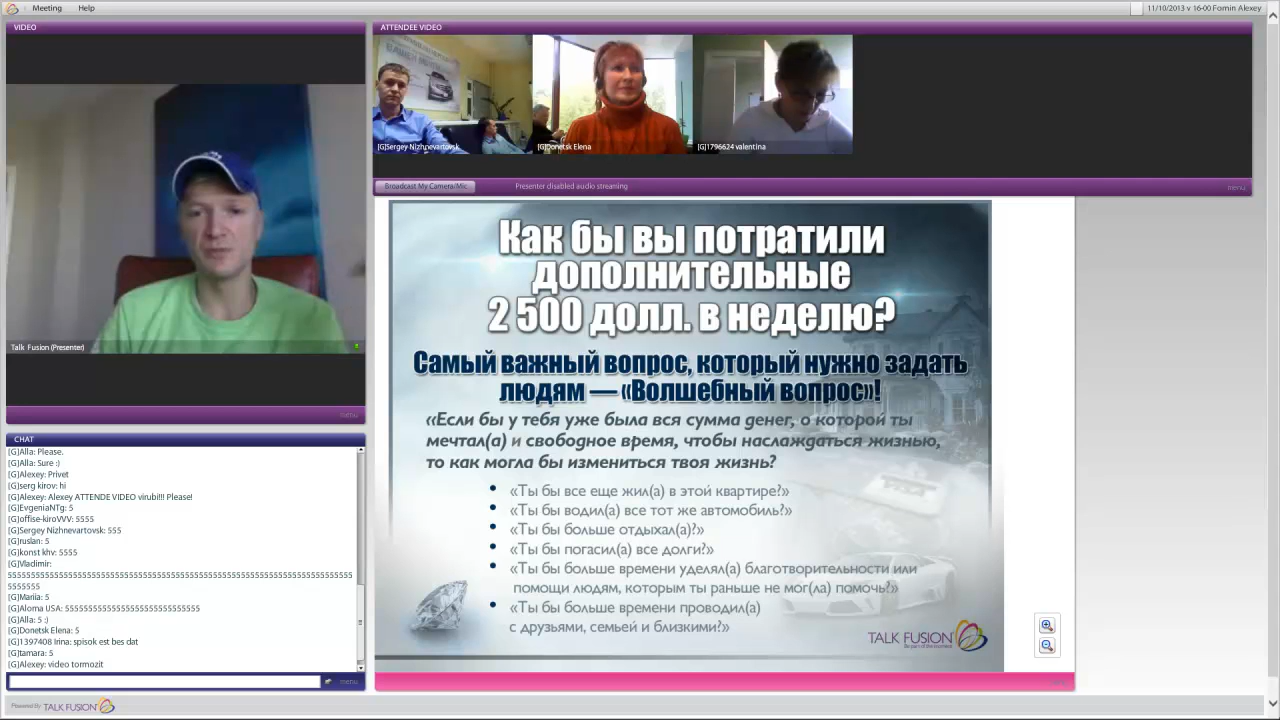 Meeting Help
11/10/2013 v 16-00 Fomin Alexey
VIDEO
Talk Fusion (Presenter)
menu
ATTENDEE VIDEO
[G]Sergey Nizhnevartovsk
[G]Donetsk Elena
[G]1796624 valentina
Broadcast My Camera/Mic
Presenter disabled audio streaming
menu
CHAT
[G]Alla: Please.
[G]Alla: Sure :)
[G]Alexey: Privet
[G]serg kirov: hi
[G]Alexey: Alexey ATTENDE VIDEO virubi!!! Please!
[G]EvgeniaNTg: 5
[G]offise-kiroVVV: 5555
[G]Sergey Nizhnevartovsk: 555
[G]ruslan: 5
[G]konst khv: 5555
[G]Vladimir:
[G]Mariia: 5
[G]Alla: 5 :)
[G]Donetsk Elena: 5
[G]1397408 Irina: spisok est bes dat
[G]tamara: 5
[G]Alexey: video tormozit
menu
Powered By TALK FUSION
Как бы вы потратили
дополнительные
2 500 долл. в неделю?
Самый важный вопрос, который нужно задать
людям — «Волшебный вопрос»!
«Если бы у тебя уже была вся сумма денег, о которой ты
мечтал(а) и свободное время, чтобы наслаждаться жизнью,
то как могла бы измениться твоя жизнь?
• «Ты бы все еще жил(а) в этой квартире?»
• «Ты бы водил(а) все тот же автомобиль?»
• «Ты бы больше отдыхал(а)?»
• «Ты бы погасил(а) все долги?»
• «Ты бы больше времени уделял(а) благотворительности или
помощи людям, которым ты раньше не мог(ла) помочь?»
• «Ты бы больше времени проводил(а)
с друзьями, семьей и близкими?»
TALK FUSION